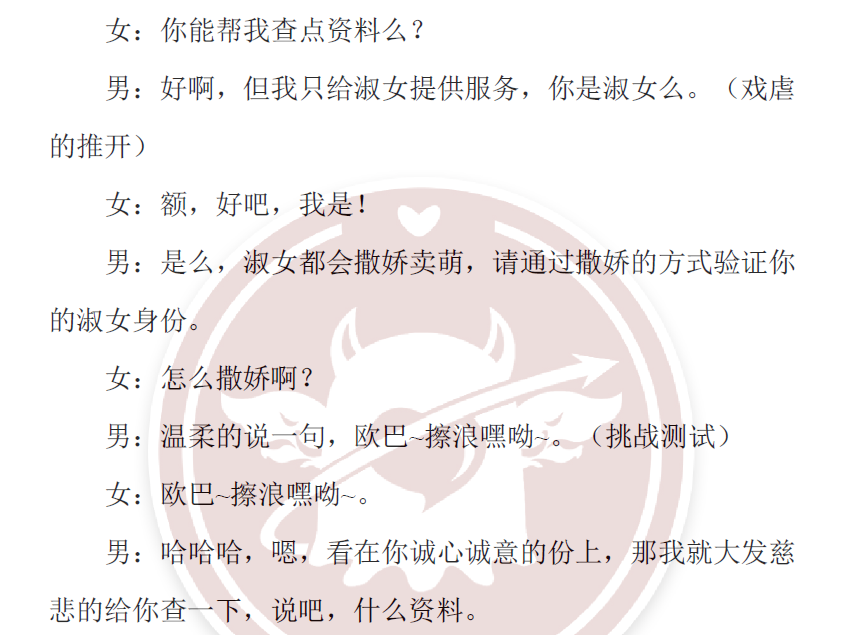 女：你能帮我查点资料么？
男：好啊，但我只给淑女提供服务，你是淑女么。（戏虐
的推开）
女：额，好吧，我是！
男：是么，淑女都会撒娇卖萌，请通过撒娇的方式验证你
的淑女身份。
女：怎么撒娇啊？
男：温柔的说一句，欧巴~擦浪嘿呦~。（挑战测试）
女：欧巴~擦浪嘿呦~。
男：哈哈哈，嗯，看在你诚心诚意的份上，那我就大发慈
悲的给你查一下，说吧，什么资料。